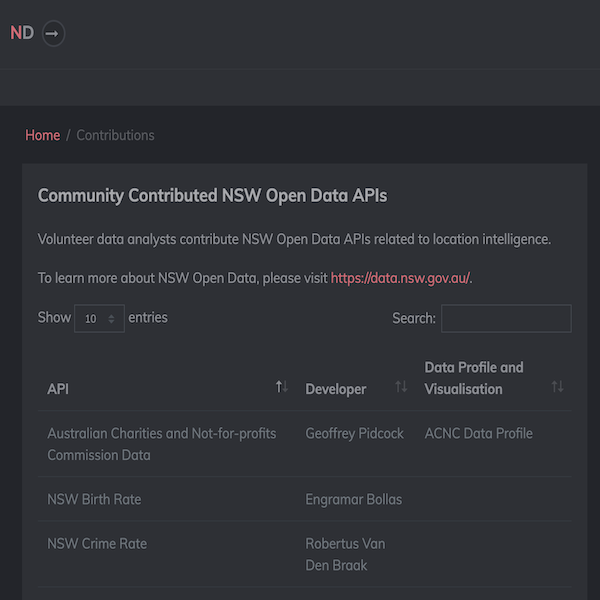 ND
Home / Contributions
Community Contributed NSW Open Data APIs
Volunteer data analysts contribute NSW Open Data APIs related to location intelligence.
To learn more about NSW Open Data, please visit https://data.nsw.gov.au/.
Show 10 entries
Search:
API
Developer
Data Profile and
Visualisation
Australian Charities and Not-for-profits
Commission Data
Geoffrey Pidcock
ACNC Data Profile
NSW Birth Rate
Engramar Bollas
NSW Crime Rate
Robertus Van
Den Braak